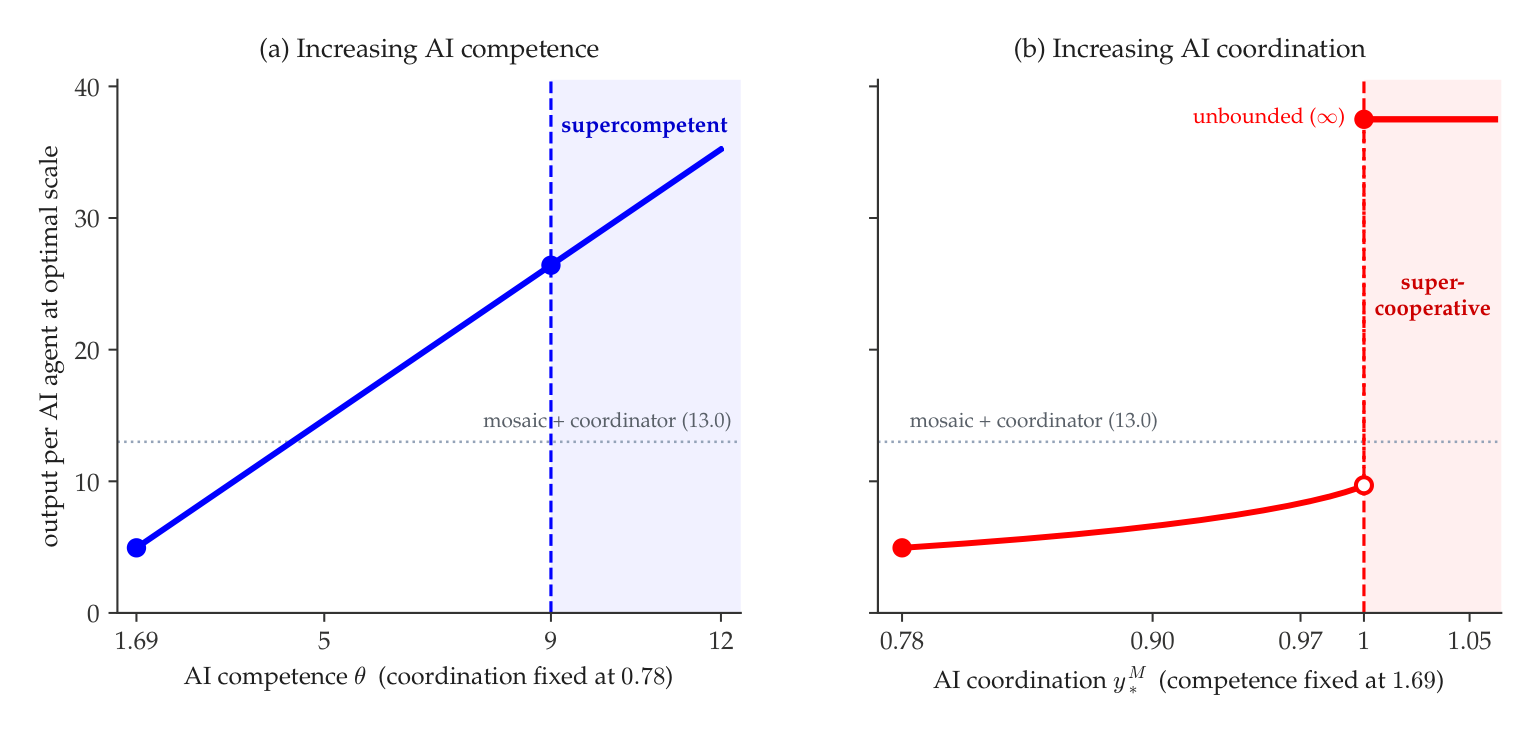 (a) Increasing AI competence
output per AI agent at optimal scale
40
30
20
10
0
supercompetent
mosaic + coordinator (13.0)
1.69 5 9 12
AI competence θ (coordination fixed at 0.78)
(b) Increasing AI coordination
unbounded (∞)
super-
cooperative
mosaic + coordinator (13.0)
0.78 0.90 0.97 1 1.05
AI coordination y∗ᴹ (competence fixed at 1.69)